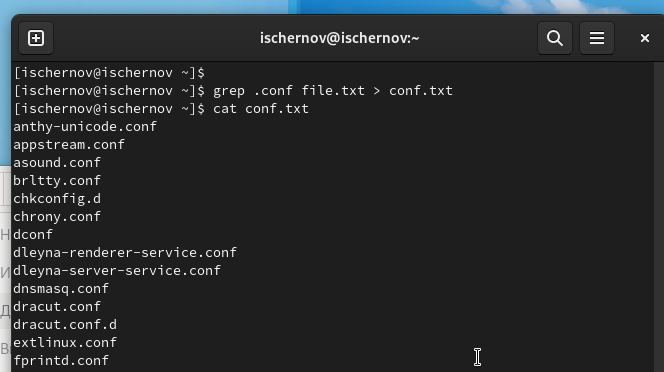 ischernov@ischernov:~
[ischernov@ischernov ~]$
[ischernov@ischernov ~]$ grep .conf file.txt > conf.txt
[ischernov@ischernov ~]$ cat conf.txt
anthy-unicode.conf
appstream.conf
asound.conf
brltty.conf
chkconfig.d
chrony.conf
dconf
dleyna-renderer-service.conf
dleyna-server-service.conf
dnsmasq.conf
dracut.conf
dracut.conf.d
extlinux.conf
fprintd.conf